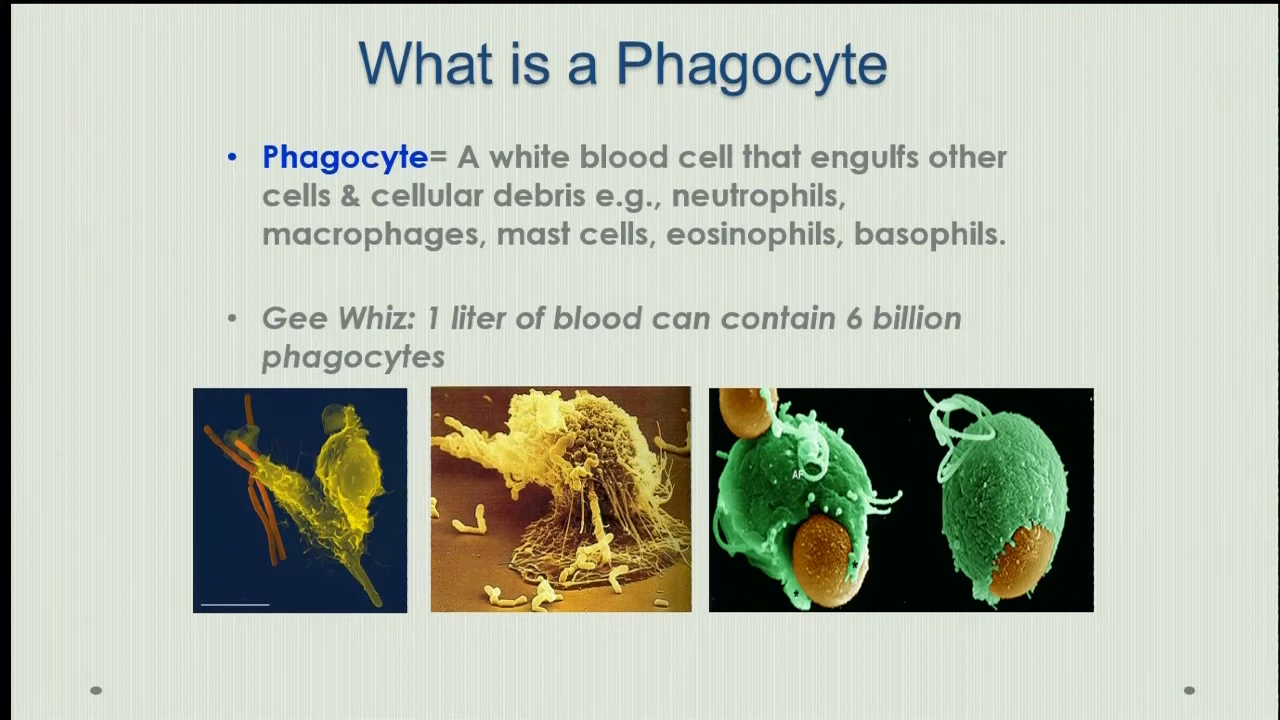 What is a Phagocyte
• Phagocyte= A white blood cell that engulfs other
cells & cellular debris e.g., neutrophils,
macrophages, mast cells, eosinophils, basophils.
• Gee Whiz: 1 liter of blood can contain 6 billion
phagocytes
AF